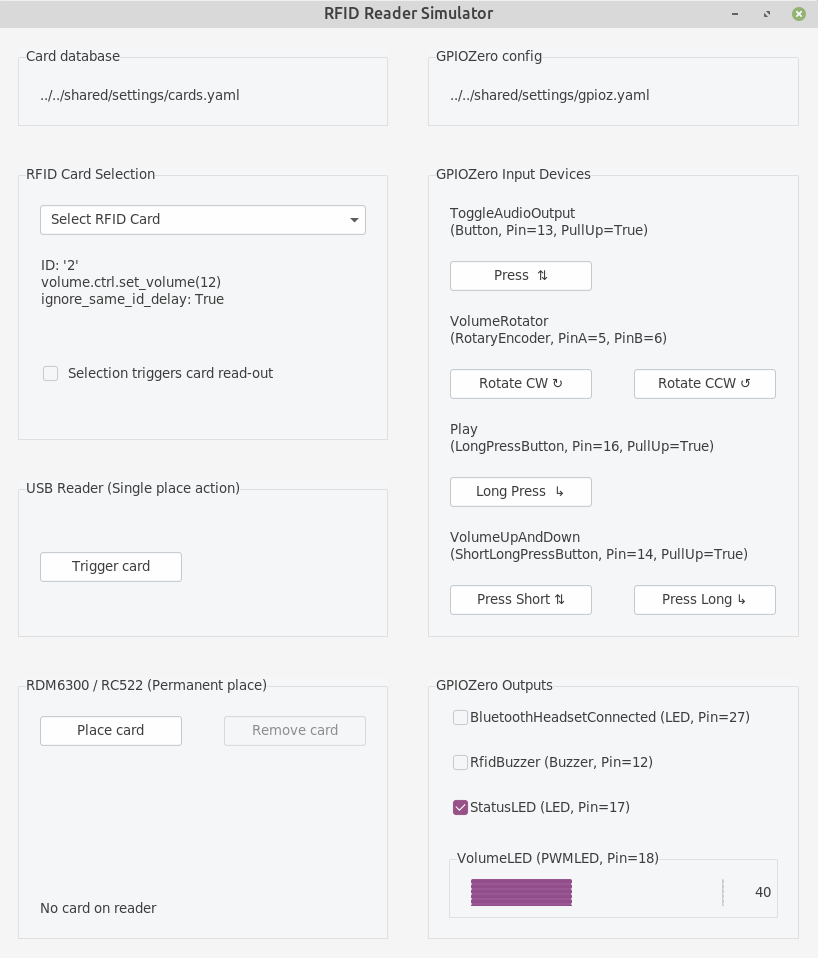 RFID Reader Simulator
Card database
../../shared/settings/cards.yaml
RFID Card Selection
Select RFID Card
ID: '2'
volume.ctrl.set_volume(12)
ignore_same_id_delay: True
Selection triggers card read-out
USB Reader (Single place action)
Trigger card
RDM6300 / RC522 (Permanent place)
Place card
Remove card
No card on reader
GPIOZero config
../../shared/settings/gpioz.yaml
GPIOZero Input Devices
ToggleAudioOutput
(Button, Pin=13, PullUp=True)
Press ⇅
VolumeRotator
(RotaryEncoder, PinA=5, PinB=6)
Rotate CW ↻
Rotate CCW ↺
Play
(LongPressButton, Pin=16, PullUp=True)
Long Press ↳
VolumeUpAndDown
(ShortLongPressButton, Pin=14, PullUp=True)
Press Short ⇅
Press Long ↳
GPIOZero Outputs
BluetoothHeadsetConnected (LED, Pin=27)
RfidBuzzer (Buzzer, Pin=12)
StatusLED (LED, Pin=17)
VolumeLED (PWMLED, Pin=18)
40